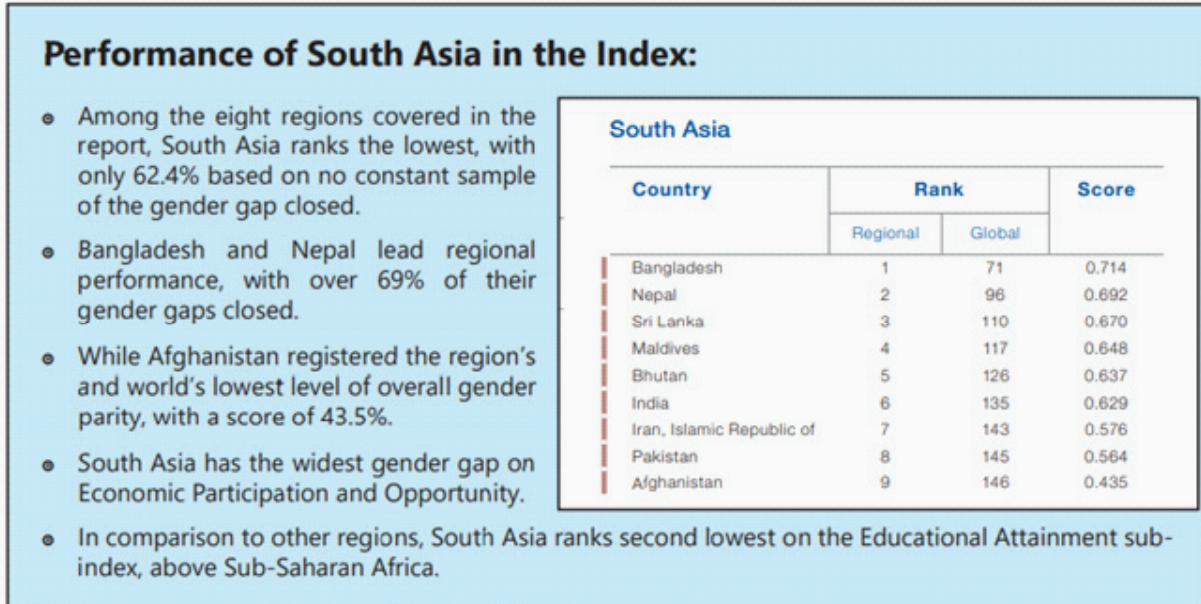 Performance of South Asia in the Index:
Among the eight regions covered in the
report, South Asia ranks the lowest, with
only 62.4% based on no constant sample
of the gender gap closed.
Bangladesh and Nepal lead regional
performance, with over 69% of their
gender gaps closed.
While Afghanistan registered the region's
and world's lowest level of overall gender
parity, with a score of 43.5%.
South Asia has the widest gender gap on
Economic Participation and Opportunity.
In comparison to other regions, South Asia ranks second lowest on the Educational Attainment sub-
index, above Sub-Saharan Africa.
South Asia
Country Rank Score
Regional Global
Bangladesh 1 71 0.714
Nepal 2 96 0.692
Sri Lanka 3 110 0.670
Maldives 4 117 0.648
Bhutan 5 126 0.637
India 6 135 0.629
Iran, Islamic Republic of 7 143 0.576
Pakistan 8 145 0.564
Afghanistan 9 146 0.435